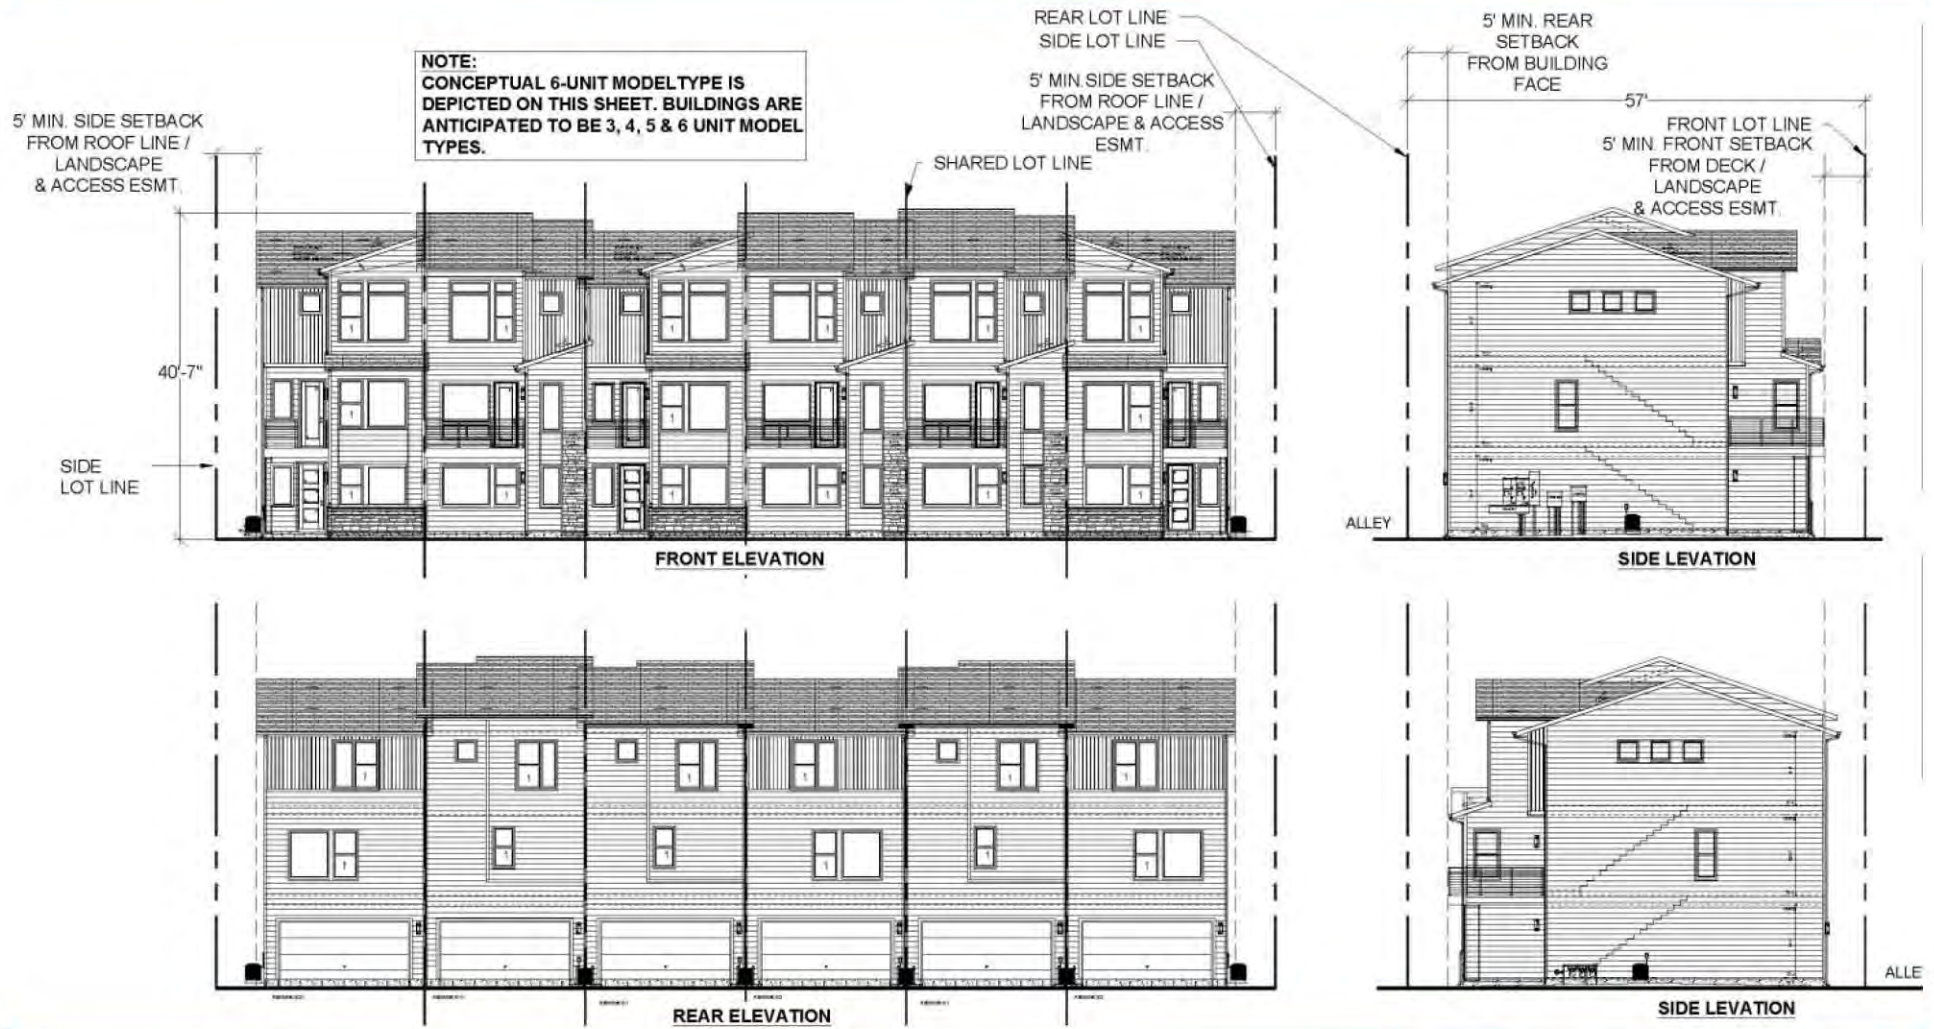 NOTE:
CONCEPTUAL 6-UNIT MODELTYPE IS
DEPICTED ON THIS SHEET. BUILDINGS ARE
ANTICIPATED TO BE 3, 4, 5 & 6 UNIT MODEL
TYPES.
5' MIN. SIDE SETBACK
FROM ROOF LINE /
LANDSCAPE
& ACCESS ESMT.
REAR LOT LINE
SIDE LOT LINE
5' MIN.SIDE SETBACK
FROM ROOF LINE /
LANDSCAPE & ACCESS
ESMT.
SHARED LOT LINE
40'-7"
SIDE
LOT LINE
FRONT ELEVATION
5' MIN. REAR
SETBACK
FROM BUILDING
FACE
57'
FRONT LOT LINE
5' MIN. FRONT SETBACK
FROM DECK /
LANDSCAPE
& ACCESS ESMT.
ALLEY
SIDE LEVATION
REAR ELEVATION
ALLE
SIDE LEVATION